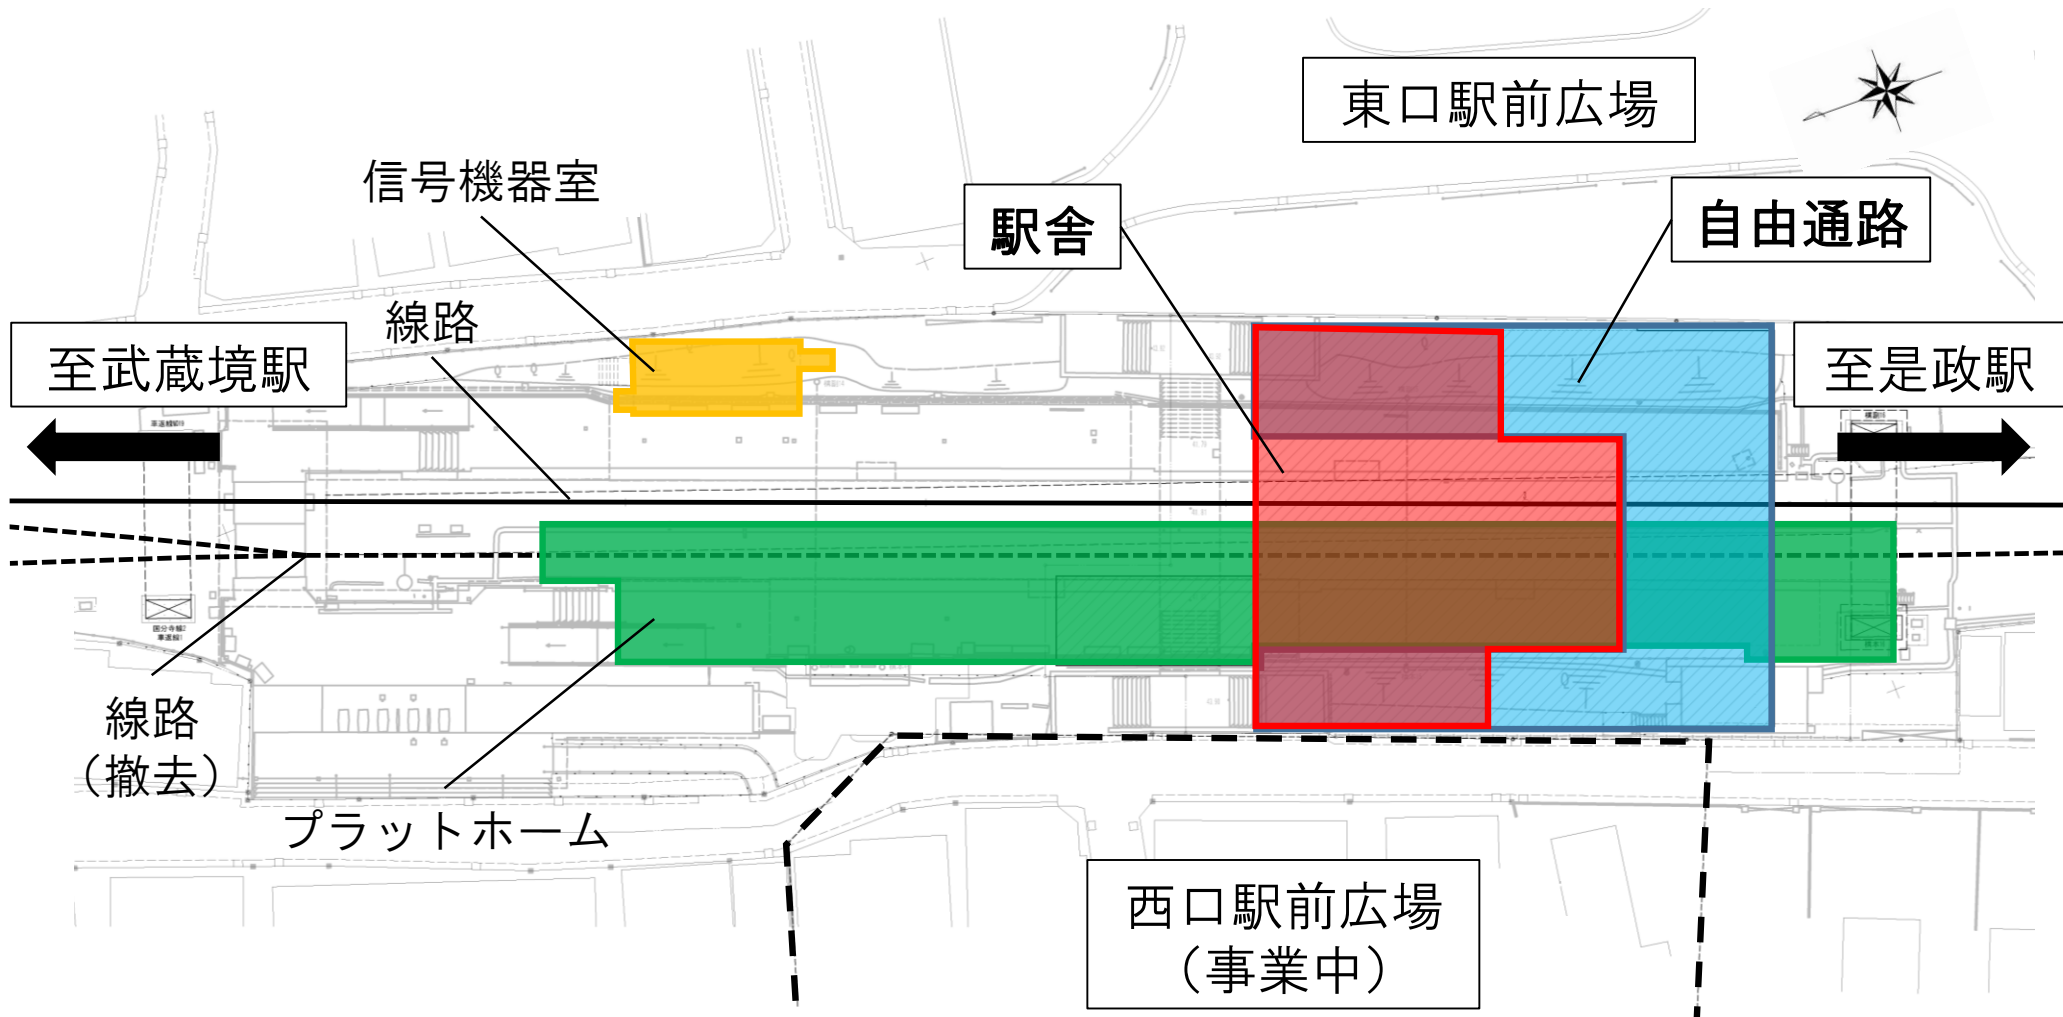 東口駅前広場
信号機器室
駅舎
自由通路
線路
至武蔵境駅
至是政駅
線路
（撤去）
プラットホーム
西口駅前広場
（事業中）